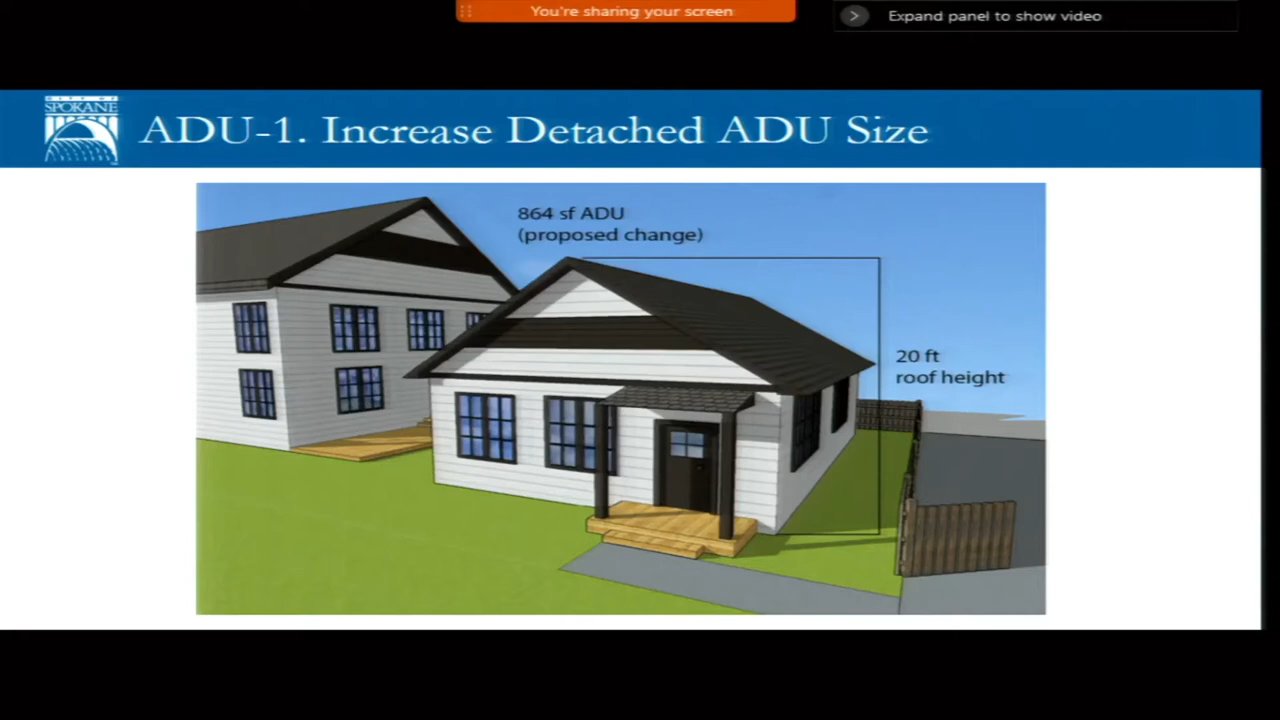 You're sharing your screen
Expand panel to show video
SPOKANE
ADU-1. Increase Detached ADU Size
864 sf ADU
(proposed change)
20 ft
roof height